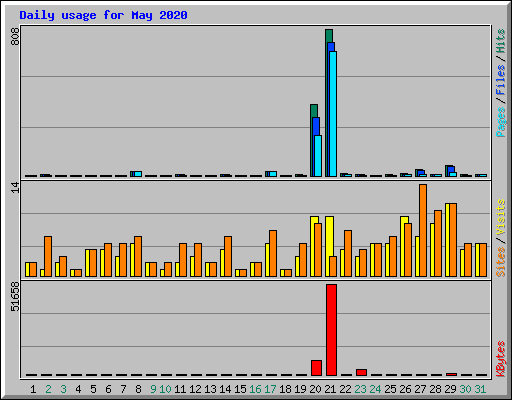 Daily usage for May 2020
808
Pages / Files / Hits
14
Sites / Visits
51658
KBytes
1 2 3 4 5 6 7 8 9 10 11 12 13 14 15 16 17 18 19 20 21 22 23 24 25 26 27 28 29 30 31